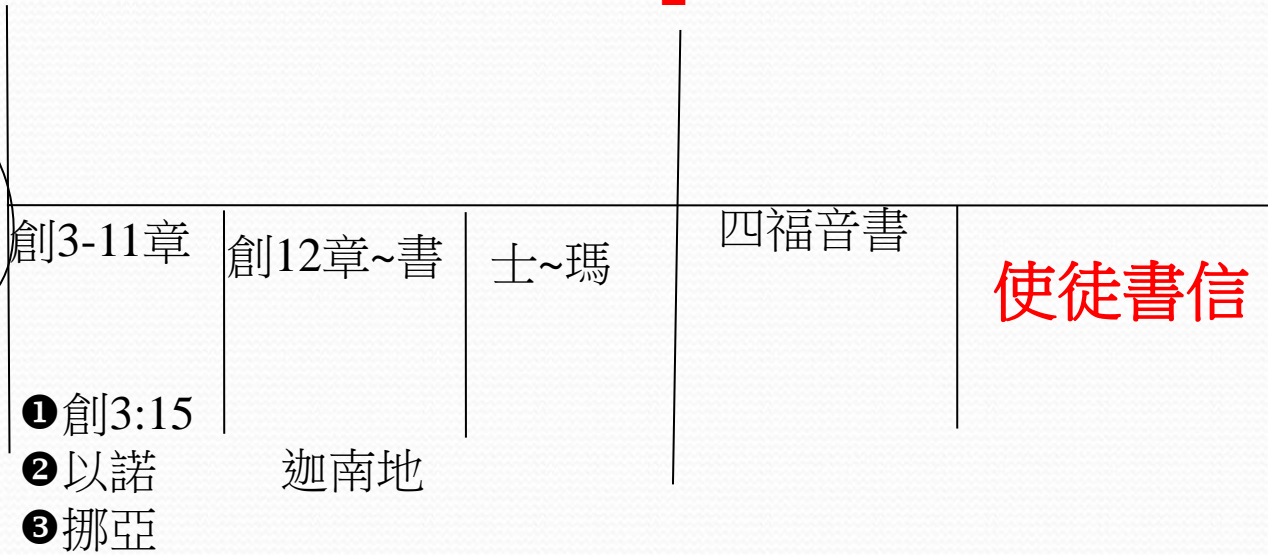 創3-11章
創12章~書
士~瑪
四福音書
使徒書信
❶創3:15
❷以諾
迦南地
❸挪亞